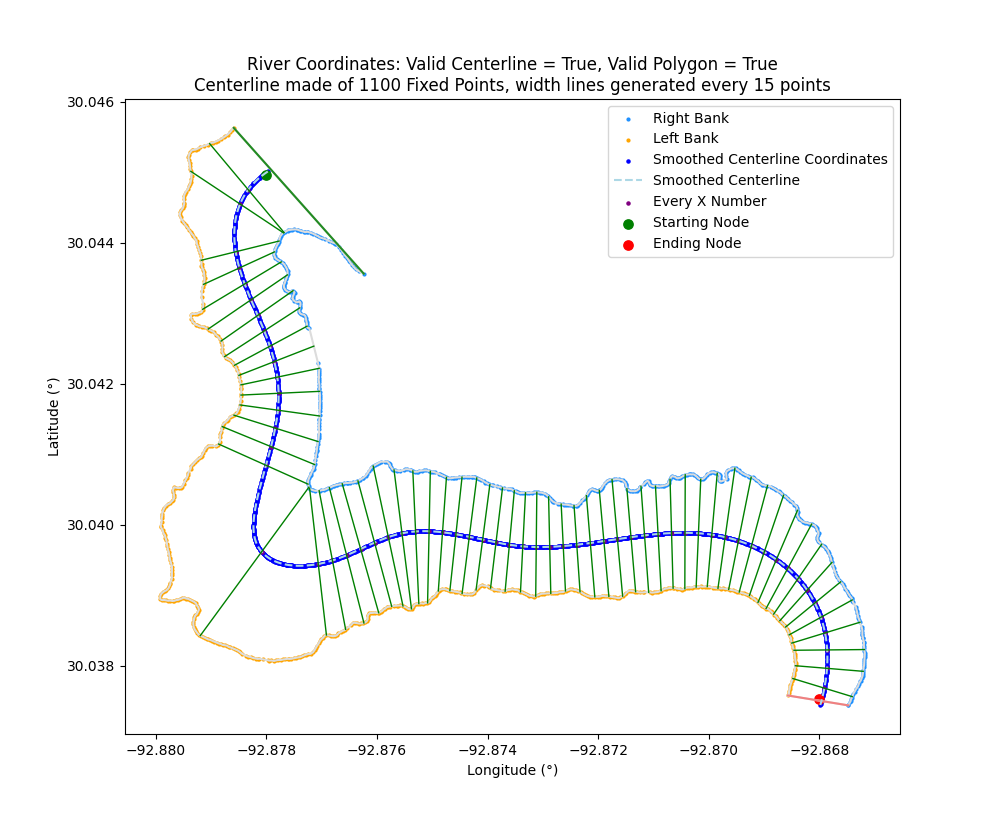 River Coordinates: Valid Centerline = True, Valid Polygon = True
Centerline made of 1100 Fixed Points, width lines generated every 15 points
30.046
30.044
30.042
30.040
30.038
Latitude (°)
Right Bank
Left Bank
Smoothed Centerline Coordinates
Smoothed Centerline
Every X Number
Starting Node
Ending Node
−92.880 −92.878 −92.876 −92.874 −92.872 −92.870 −92.868
Longitude (°)